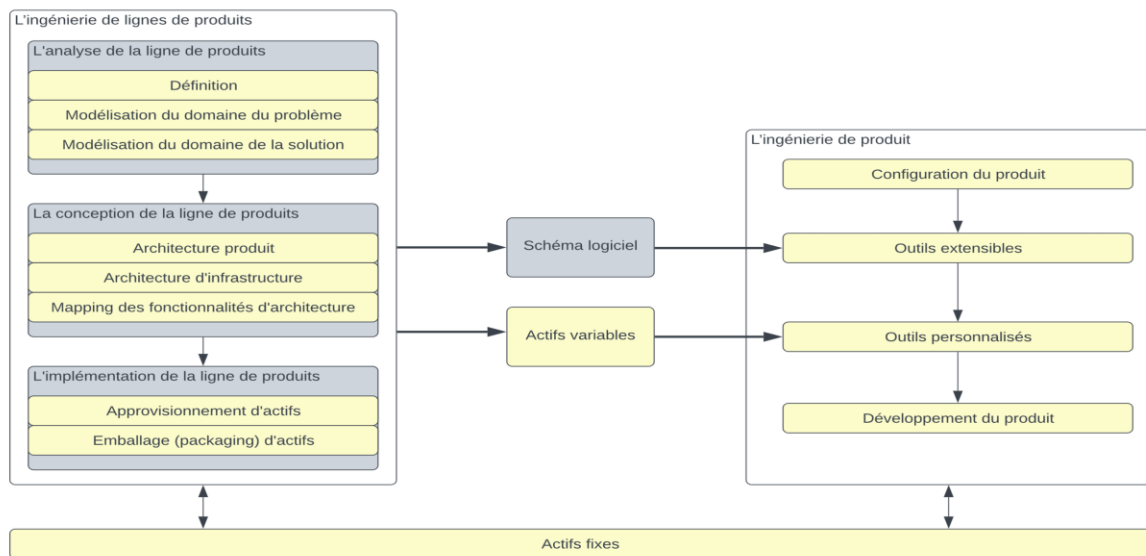 L'ingénierie de lignes de produits
L'analyse de la ligne de produits
Définition
Modélisation du domaine du problème
Modélisation du domaine de la solution
La conception de la ligne de produits
Architecture produit
Architecture d'infrastructure
Mapping des fonctionnalités d'architecture
L'implémentation de la ligne de produits
Approvisionnement d'actifs
Emballage (packaging) d'actifs
Schéma logiciel
Actifs variables
L'ingénierie de produit
Configuration du produit
Outils extensibles
Outils personnalisés
Développement du produit
Actifs fixes